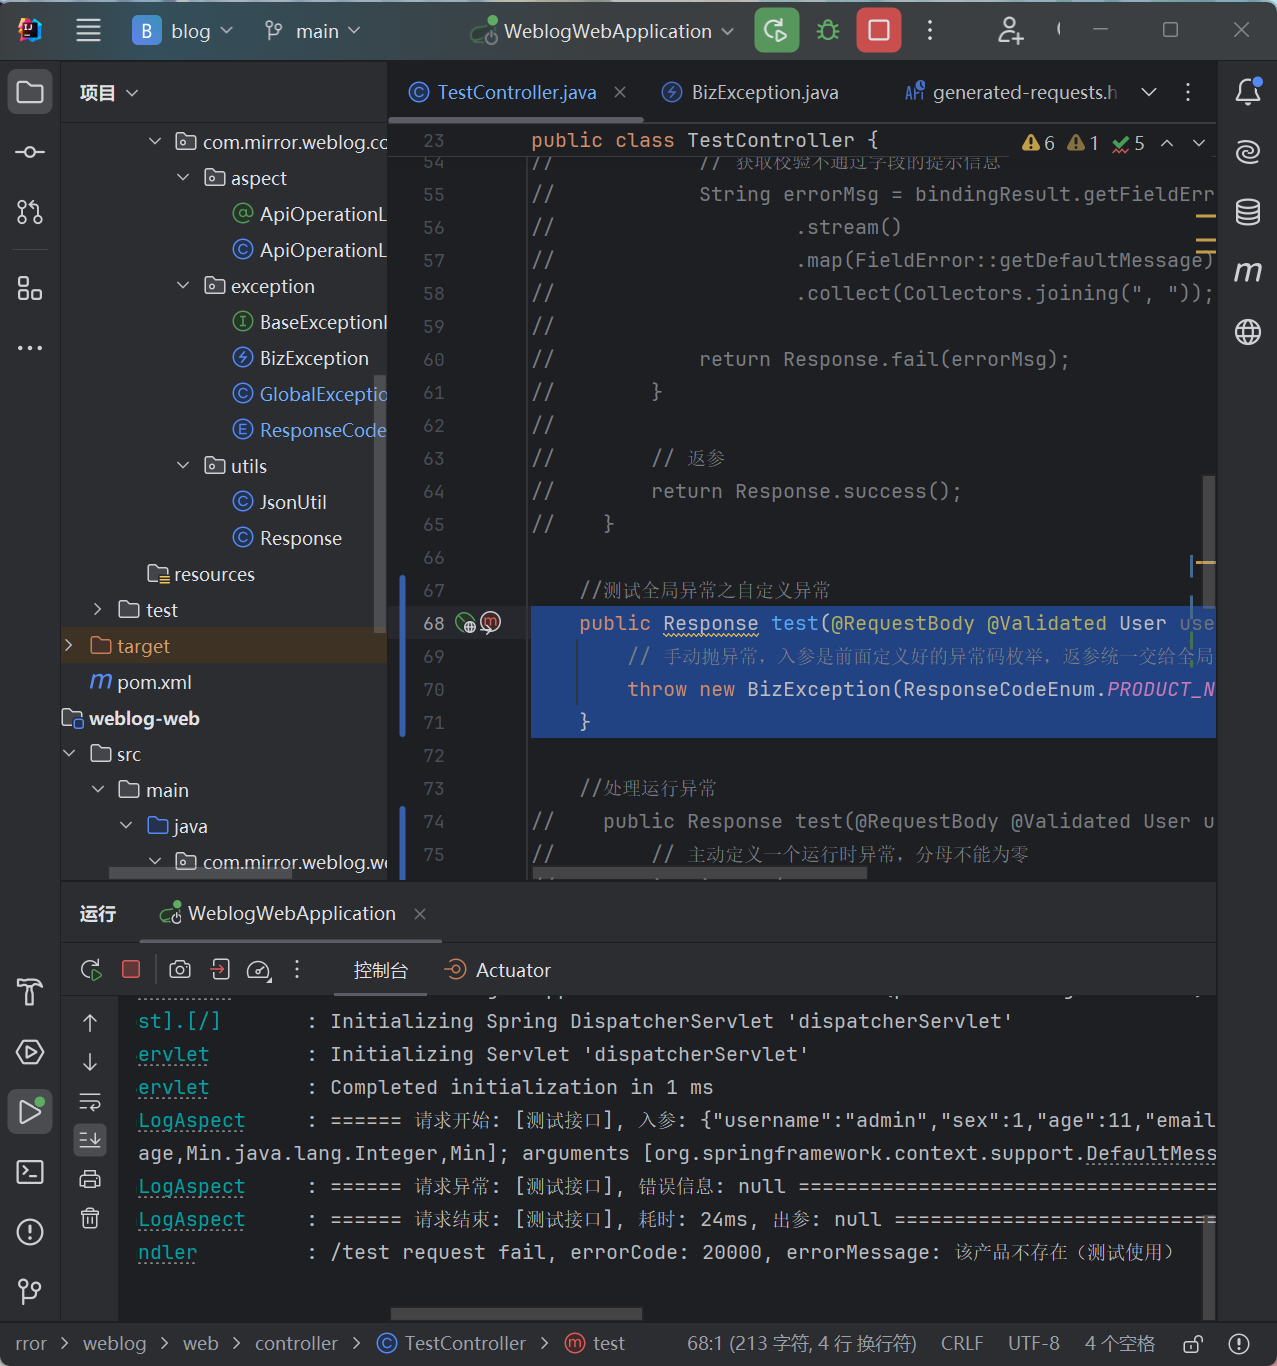 B blog main WeblogWebApplication
项目
TestController.java BizException.java API generated-requests.h
com.mirror.weblog.co
aspect
@ ApiOperationL
C ApiOperationL
exception
I BaseExceptionI
BizException
C GlobalExceptio
E ResponseCode
utils
C JsonUtil
C Response
resources
test
target
m pom.xml
weblog-web
src
main
java
com.mirror.weblog.we
23 public class TestController { 6 1 5
54 // // 获取校验不通过字段的提示信息
55 // String errorMsg = bindingResult.getFieldErr
56 // .stream()
57 // .map(FieldError::getDefaultMessage)
58 // .collect(Collectors.joining(", "));
59 //
60 // return Response.fail(errorMsg);
61 // }
62 //
63 // // 返参
64 // return Response.success();
65 // }
66
67 //测试全局异常之自定义异常
68 public Response test(@RequestBody @Validated User use
69 // 手动抛异常，入参是前面定义好的异常码枚举，返参统一交给全局
70 throw new BizException(ResponseCodeEnum.PRODUCT_N
71 }
72
73 //处理运行异常
74 // public Response test(@RequestBody @Validated User u
75 // // 主动定义一个运行时异常，分母不能为零
运行 WeblogWebApplication
控制台 Actuator
st].[/] : Initializing Spring DispatcherServlet 'dispatcherServlet'
ervlet : Initializing Servlet 'dispatcherServlet'
ervlet : Completed initialization in 1 ms
LogAspect : ====== 请求开始: [测试接口], 入参: {"username":"admin","sex":1,"age":11,"email
age,Min.java.lang.Integer,Min]; arguments [org.springframework.context.support.DefaultMess
LogAspect : ====== 请求异常: [测试接口], 错误信息: null ===================================
LogAspect : ====== 请求结束: [测试接口], 耗时: 24ms, 出参: null ===========================
ndler : /test request fail, errorCode: 20000, errorMessage: 该产品不存在（测试使用）
rror > weblog > web > controller > TestController > test 68:1 (213 字符, 4 行 换行符) CRLF UTF-8 4 个空格